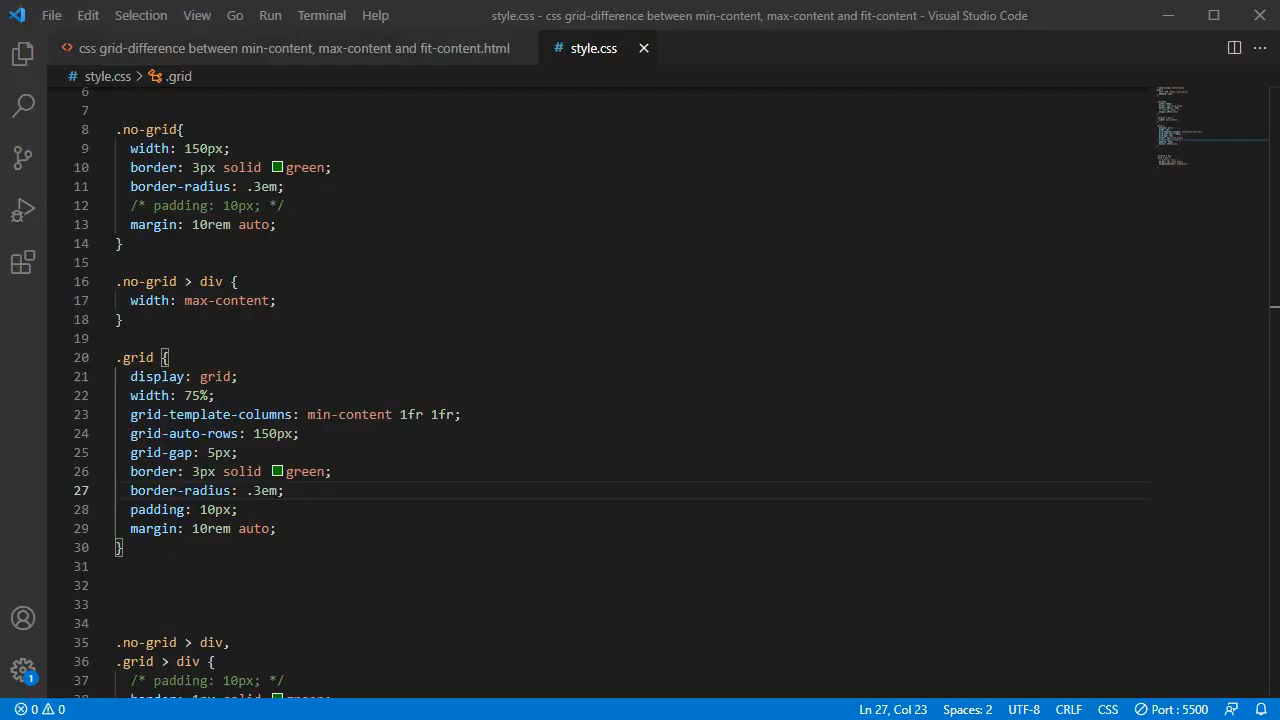 File Edit Selection View Go Run Terminal Help
style.css - css grid-difference between min-content, max-content and fit-content - Visual Studio Code
<> css grid-difference between min-content, max-content and fit-content.html
# style.css
# style.css > .grid
6
7
8 .no-grid{
9 width: 150px;
10 border: 3px solid green;
11 border-radius: .3em;
12 /* padding: 10px; */
13 margin: 10rem auto;
14 }
15
16 .no-grid > div {
17 width: max-content;
18 }
19
20 .grid {
21 display: grid;
22 width: 75%;
23 grid-template-columns: min-content 1fr 1fr;
24 grid-auto-rows: 150px;
25 grid-gap: 5px;
26 border: 3px solid green;
27 border-radius: .3em;
28 padding: 10px;
29 margin: 10rem auto;
30 }
31
32
33
34
35 .no-grid > div,
36 .grid > div {
37 /* padding: 10px; */
38 border: 1px solid green;
1
0 0
Ln 27, Col 23 Spaces: 2 UTF-8 CRLF CSS Port : 5500